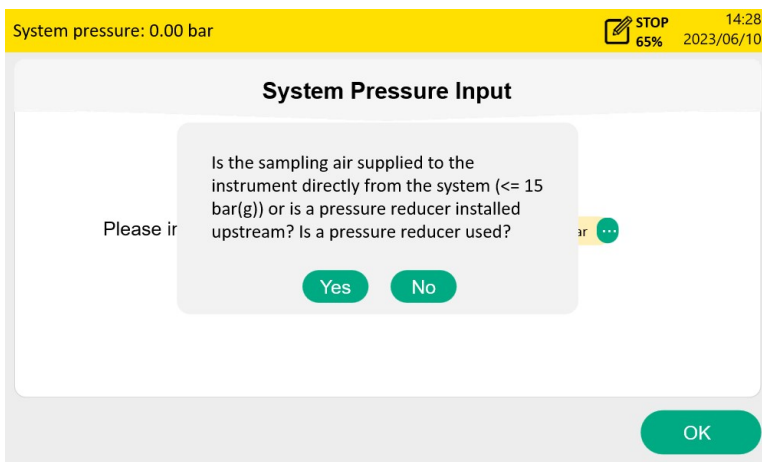 System pressure: 0.00 bar
STOP
65%
14:28
2023/06/10
System Pressure Input
Is the sampling air supplied to the
instrument directly from the system (<= 15
bar(g)) or is a pressure reducer installed
upstream? Is a pressure reducer used?
Please ir
ar
Yes
No
OK